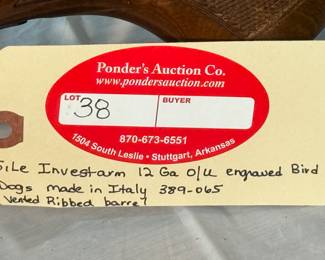 Ponder's Auction Co.
www.pondersauction.com
LOT 38 BUYER
870-673-6551
1504 South Leslie • Stuttgart, Arkansas
Sile Investarm 12 Ga O/U engraved Bird
Dogs made in Italy 389-065
Vented Ribbed barrel